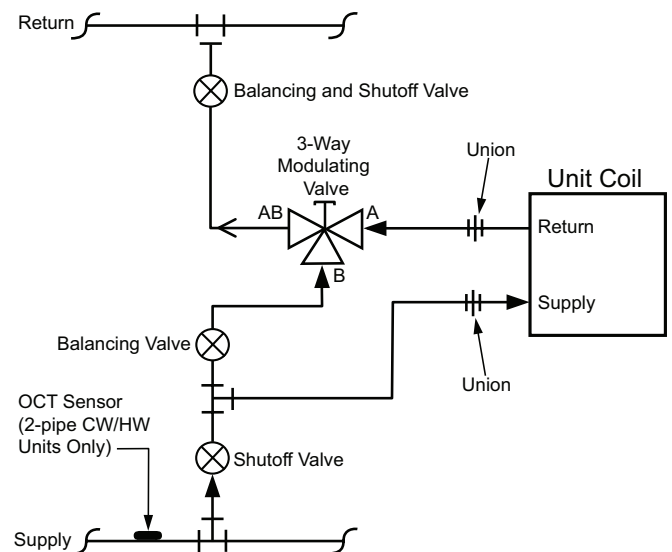 Return
Balancing and Shutoff Valve
3-Way
Modulating
Valve
Union
Unit Coil
AB
A
Return
B
Supply
Balancing Valve
Union
OCT Sensor
(2-pipe CW/HW
Units Only)
Shutoff Valve
Supply